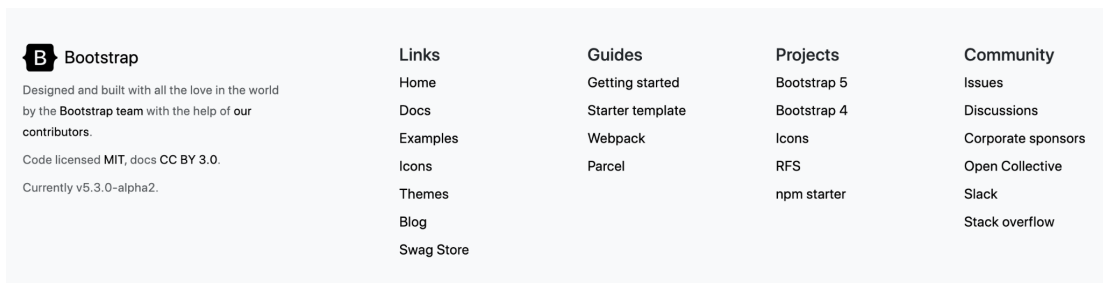 B Bootstrap
Designed and built with all the love in the world
by the Bootstrap team with the help of our
contributors.
Code licensed MIT, docs CC BY 3.0.
Currently v5.3.0-alpha2.
Links
Home
Docs
Examples
Icons
Themes
Blog
Swag Store
Guides
Getting started
Starter template
Webpack
Parcel
Projects
Bootstrap 5
Bootstrap 4
Icons
RFS
npm starter
Community
Issues
Discussions
Corporate sponsors
Open Collective
Slack
Stack overflow